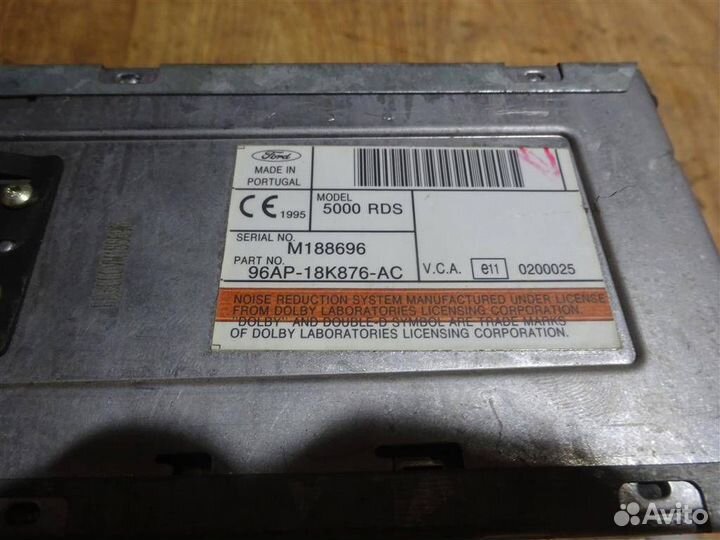 Ford
MADE IN
PORTUGAL
CE 1995
MODEL
5000 RDS
SERIAL NO.
M188696
PART NO.
96AP-18K876-AC
V.C.A. e11 0200025
NOISE REDUCTION SYSTEM MANUFACTURED UNDER LICENSE
FROM DOLBY LABORATORIES LICENSING CORPORATION.
"DOLBY" AND DOUBLE-D SYMBOL ARE TRADE MARKS
OF DOLBY LABORATORIES LICENSING CORPORATION.
Avito